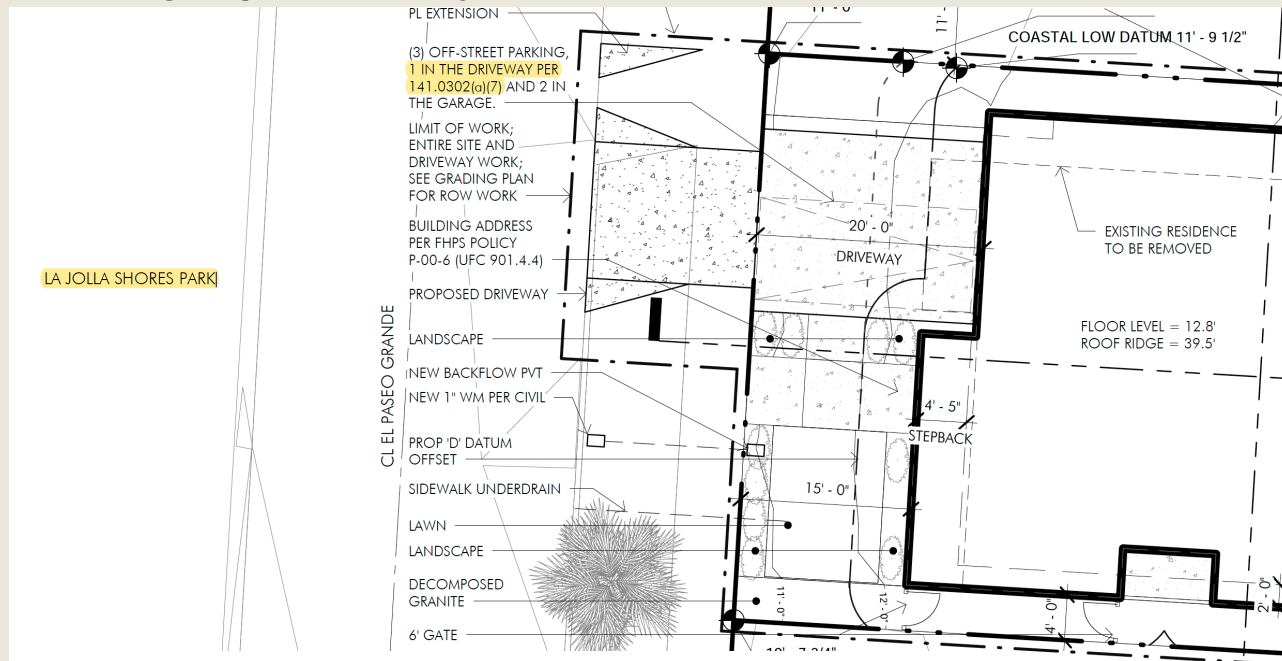 PL EXTENSION
(3) OFF-STREET PARKING,
1 IN THE DRIVEWAY PER
141.0302(a)(7) AND 2 IN
THE GARAGE.
LIMIT OF WORK;
ENTIRE SITE AND
DRIVEWAY WORK;
SEE GRADING PLAN
FOR ROW WORK
BUILDING ADDRESS
PER FHPS POLICY
P-00-6 (UFC 901.4.4)
PROPOSED DRIVEWAY
LANDSCAPE
NEW BACKFLOW PVT
NEW 1" WM PER CIVIL
PROP 'D' DATUM
OFFSET
SIDEWALK UNDERDRAIN
LAWN
LANDSCAPE
DECOMPOSED
GRANITE
6' GATE
LA JOLLA SHORES PARK
CL EL PASEO GRANDE
COASTAL LOW DATUM 11' - 9 1/2"
20' - 0"
DRIVEWAY
EXISTING RESIDENCE
TO BE REMOVED
FLOOR LEVEL = 12.8'
ROOF RIDGE = 39.5'
4' - 5"
STEPBACK
15' - 0"
11' - 0"
12' - 0"
4' - 0"
2' - 0"